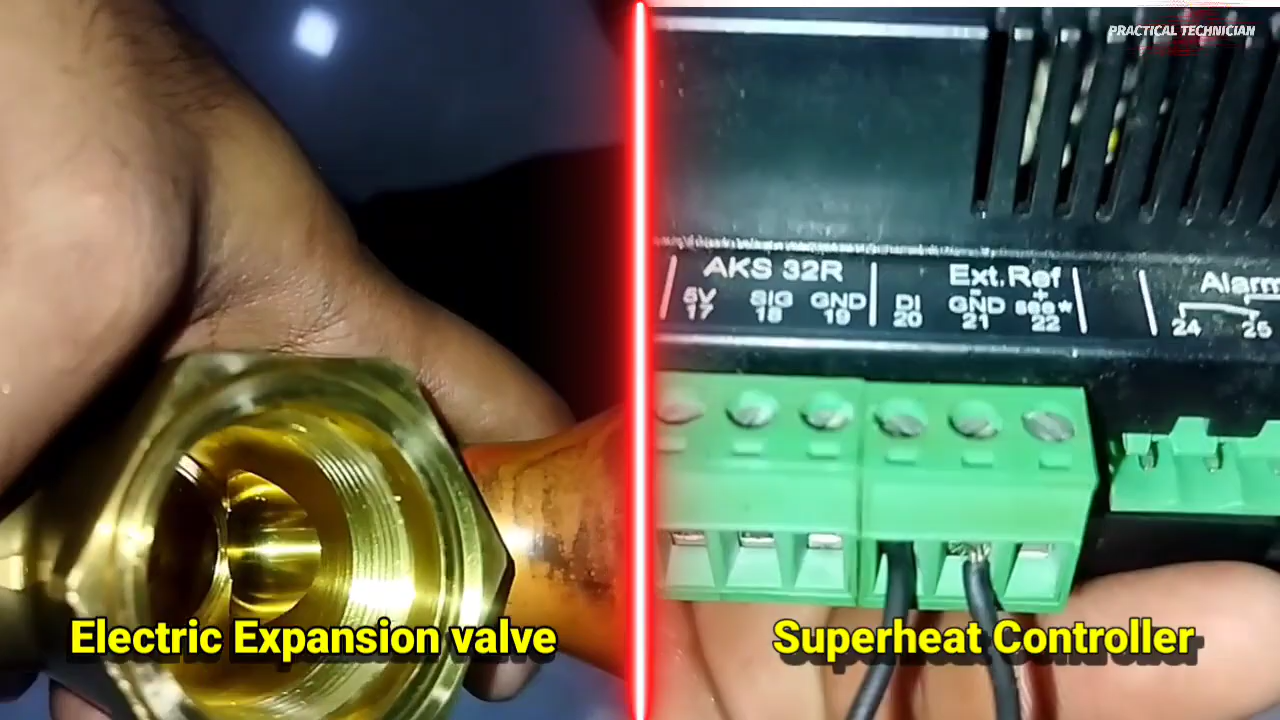 PRACTICAL TECHNICIAN
AKS 32R
Ext.Ref
Alarm
5V SIG GND DI GND see*
- +
17 18 19 20 21 22 24 25
Electric Expansion valve
Superheat Controller